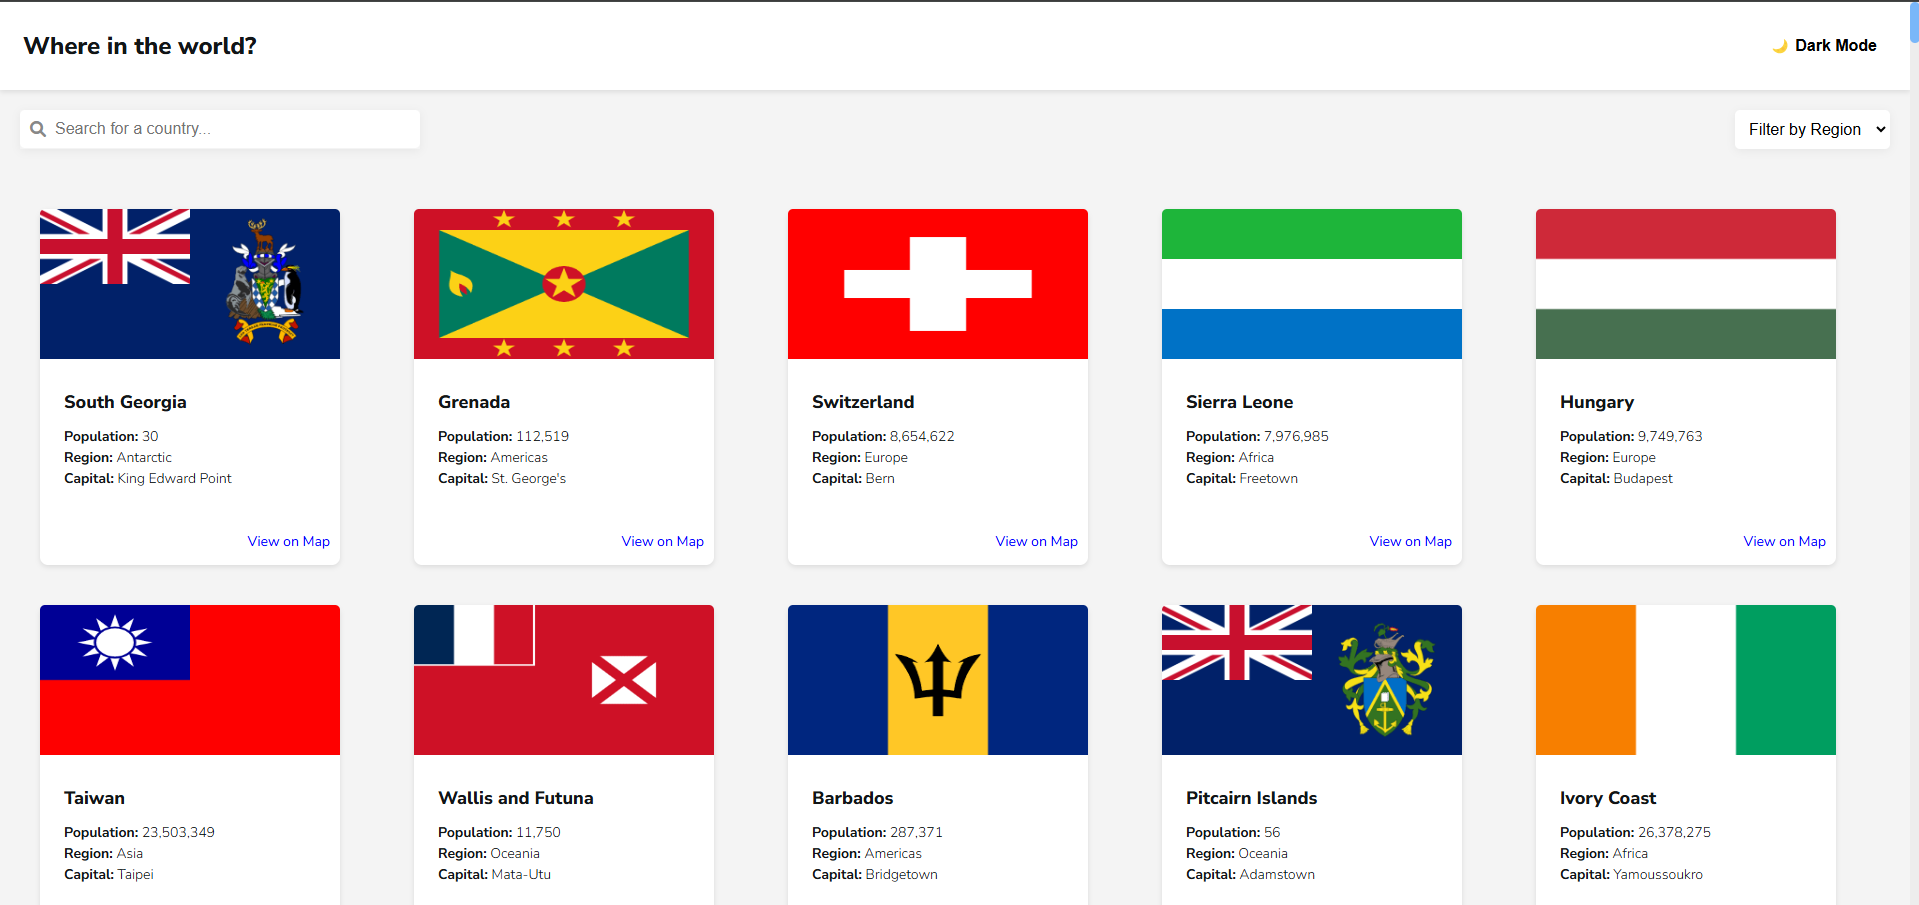 Where in the world?
Dark Mode
Search for a country...
Filter by Region
South Georgia
Population: 30
Region: Antarctic
Capital: King Edward Point
View on Map
Grenada
Population: 112,519
Region: Americas
Capital: St. George's
View on Map
Switzerland
Population: 8,654,622
Region: Europe
Capital: Bern
View on Map
Sierra Leone
Population: 7,976,985
Region: Africa
Capital: Freetown
View on Map
Hungary
Population: 9,749,763
Region: Europe
Capital: Budapest
View on Map
Taiwan
Population: 23,503,349
Region: Asia
Capital: Taipei
Wallis and Futuna
Population: 11,750
Region: Oceania
Capital: Mata-Utu
Barbados
Population: 287,371
Region: Americas
Capital: Bridgetown
Pitcairn Islands
Population: 56
Region: Oceania
Capital: Adamstown
Ivory Coast
Population: 26,378,275
Region: Africa
Capital: Yamoussoukro